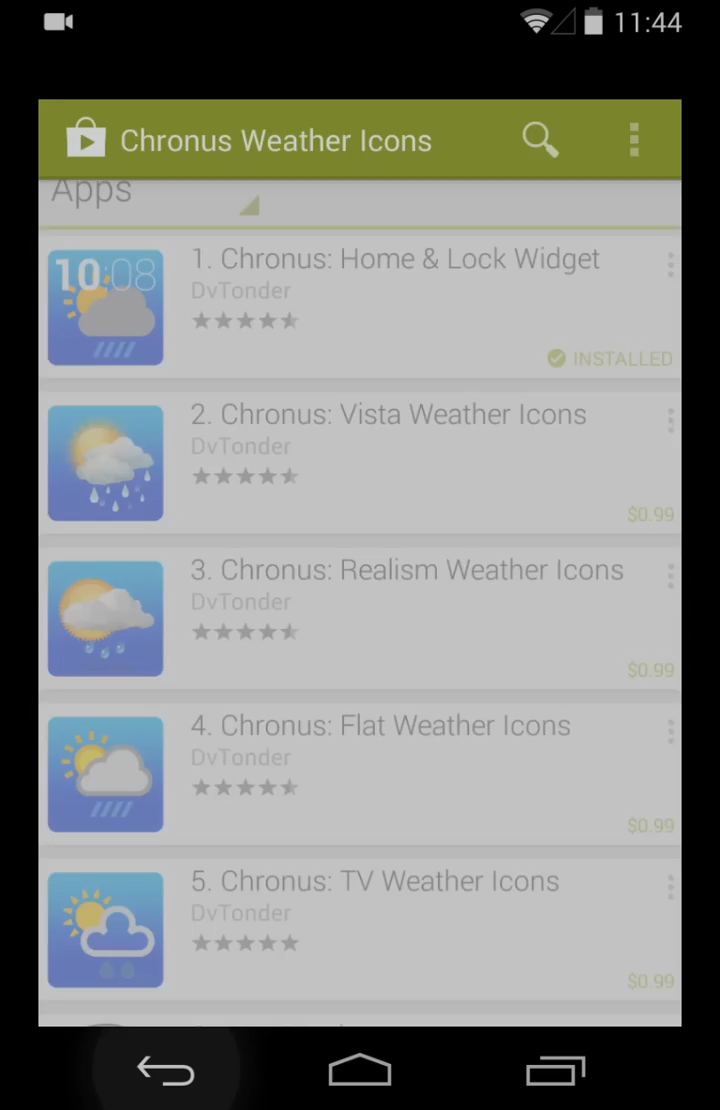 11:44
Chronus Weather Icons
Apps
10:08
1. Chronus: Home & Lock Widget
DvTonder
INSTALLED
2. Chronus: Vista Weather Icons
DvTonder
$0.99
3. Chronus: Realism Weather Icons
DvTonder
$0.99
4. Chronus: Flat Weather Icons
DvTonder
$0.99
5. Chronus: TV Weather Icons
DvTonder
$0.99